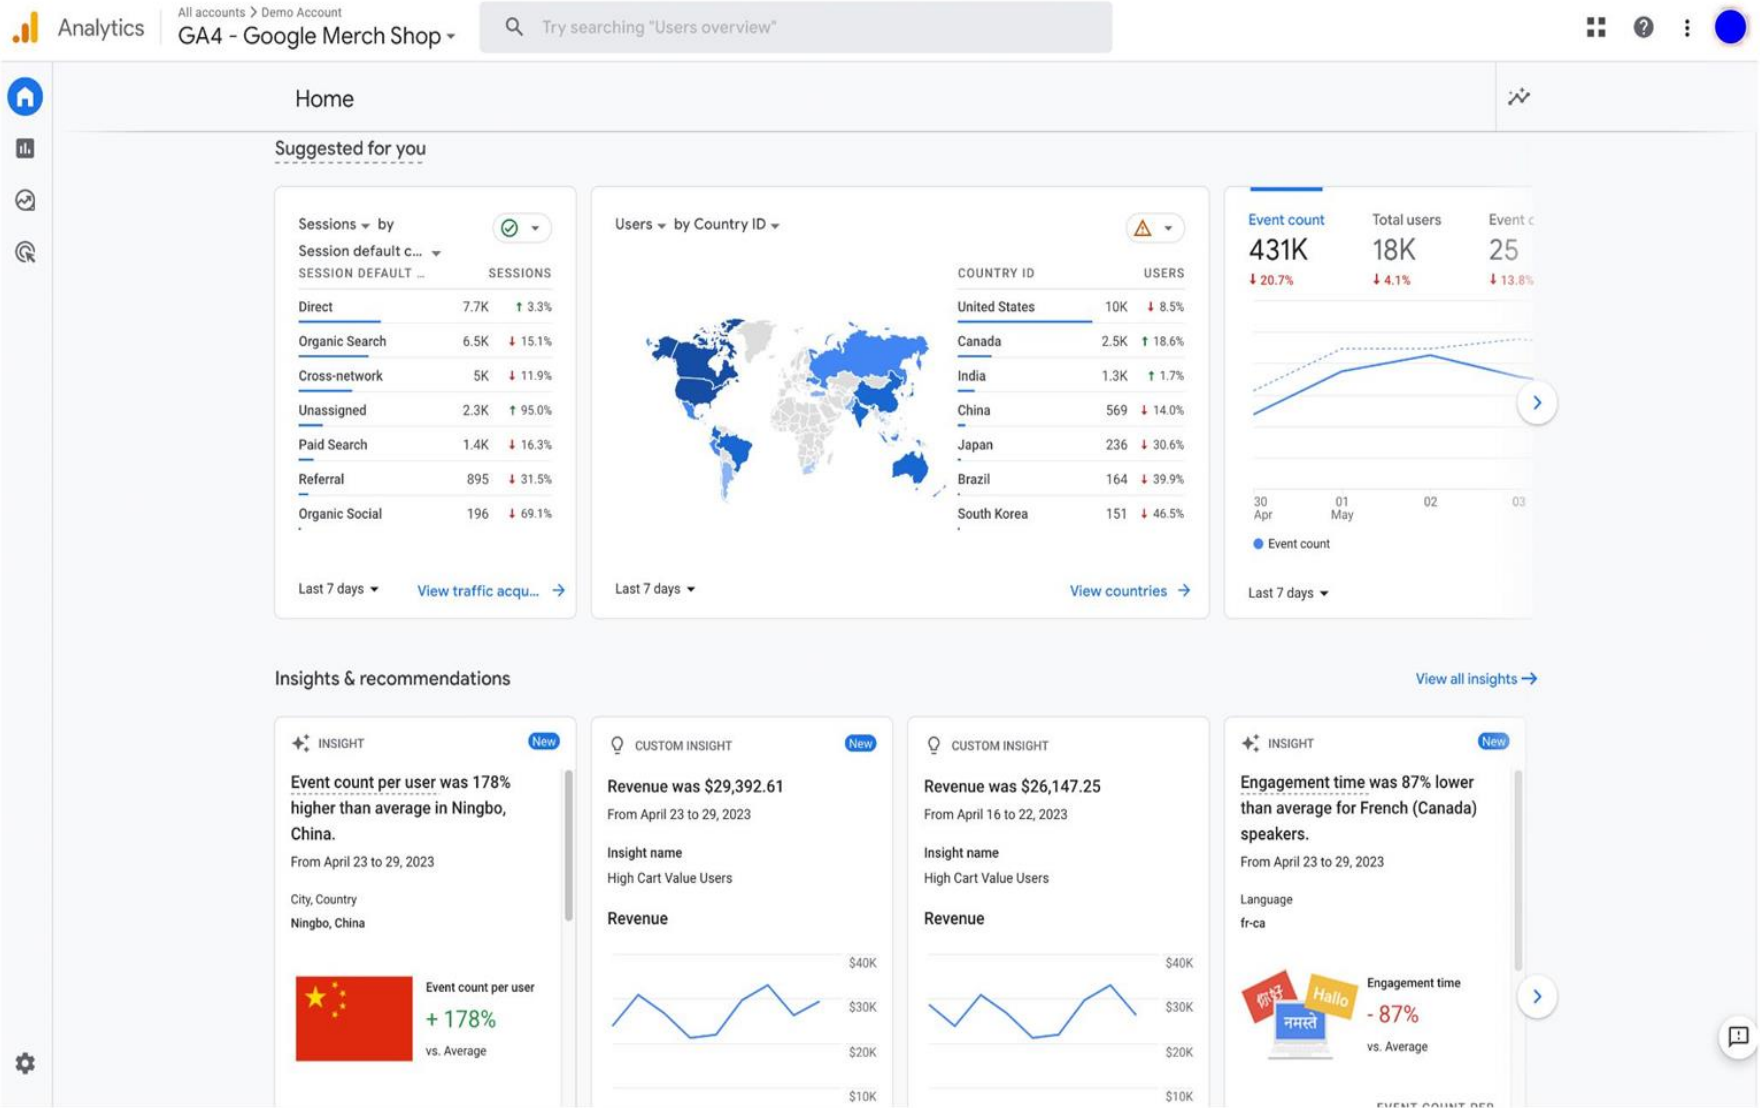 Analytics
All accounts > Demo Account
GA4 - Google Merch Shop
Try searching "Users overview"
Home
Suggested for you
Sessions by
Session default c...
SESSION DEFAULT ... SESSIONS
Direct 7.7K ↑ 3.3%
Organic Search 6.5K ↓ 15.1%
Cross-network 5K ↓ 11.9%
Unassigned 2.3K ↑ 95.0%
Paid Search 1.4K ↓ 16.3%
Referral 895 ↓ 31.5%
Organic Social 196 ↓ 69.1%
Last 7 days View traffic acqu... →
Users by Country ID
COUNTRY ID USERS
United States 10K ↓ 8.5%
Canada 2.5K ↑ 18.6%
India 1.3K ↑ 1.7%
China 569 ↓ 14.0%
Japan 236 ↓ 30.6%
Brazil 164 ↓ 39.9%
South Korea 151 ↓ 46.5%
Last 7 days View countries →
Event count Total users Event c
431K 18K 25
↓ 20.7% ↓ 4.1% ↓ 13.8%
30 01 02 03
Apr May
Event count
Last 7 days
Insights & recommendations
View all insights →
INSIGHT New
Event count per user was 178%
higher than average in Ningbo,
China.
From April 23 to 29, 2023
City, Country
Ningbo, China
Event count per user
+ 178%
vs. Average
CUSTOM INSIGHT New
Revenue was $29,392.61
From April 23 to 29, 2023
Insight name
High Cart Value Users
Revenue
$40K
$30K
$20K
$10K
CUSTOM INSIGHT
Revenue was $26,147.25
From April 16 to 22, 2023
Insight name
High Cart Value Users
Revenue
$40K
$30K
$20K
$10K
INSIGHT New
Engagement time was 87% lower
than average for French (Canada)
speakers.
From April 23 to 29, 2023
Language
fr-ca
你好
Hallo
नमस्ते
Engagement time
- 87%
vs. Average
EVENT COUNT PER